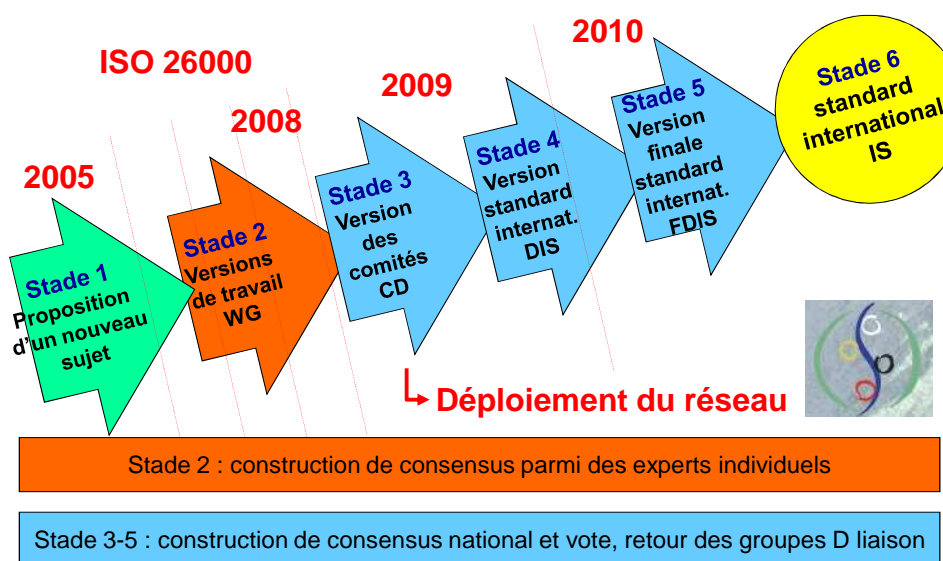 ISO 26000
2005
2008
2009
2010
Stade 1
Proposition
d'un nouveau
sujet
Stade 2
Versions
de travail
WG
Stade 3
Version
des
comités
CD
Stade 4
Version
standard
internat.
DIS
Stade 5
Version
finale
standard
internat.
FDIS
Stade 6
standard
international
IS
Déploiement du réseau
Stade 2 : construction de consensus parmi des experts individuels
Stade 3-5 : construction de consensus national et vote, retour des groupes D liaison